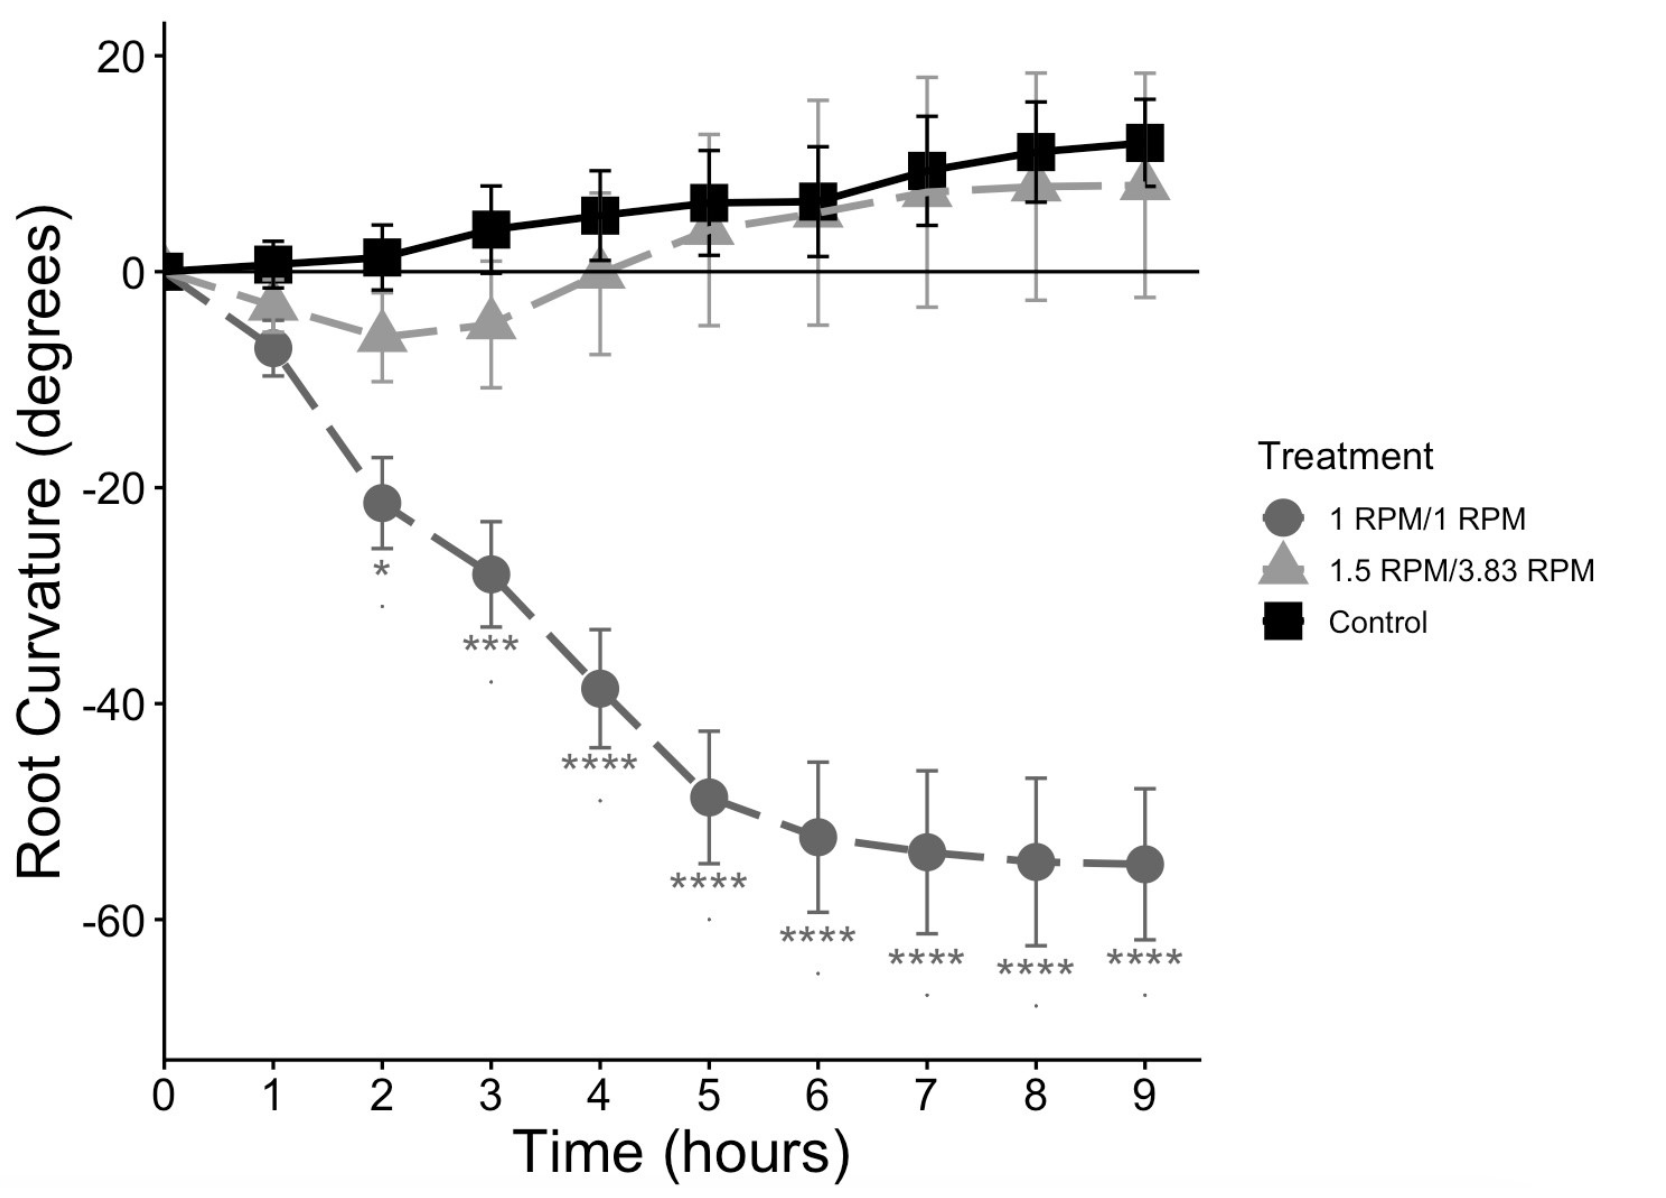 Root Curvature (degrees)
20
0
-20
-40
-60
*
***
****
****
****
****
****
****
0 1 2 3 4 5 6 7 8 9
Time (hours)
Treatment
1 RPM/1 RPM
1.5 RPM/3.83 RPM
Control